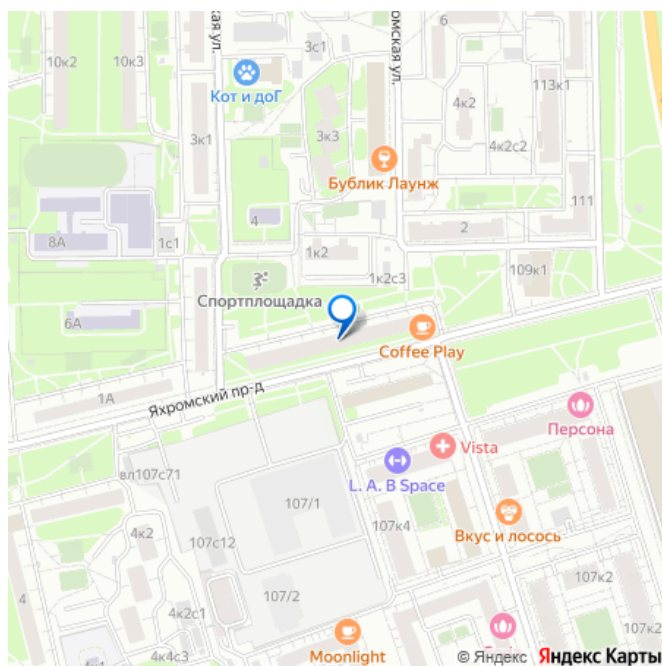 кая ул.
3с1
омская ул.
10к2
10к3
Кот и доГ
113к1
4к2
3к1
3к3
4к2с2
Бублик Лаунж
111
4
2
8А
1с1
1к2
109к1
1к2с3
Спортплощадка
6А
Coffee Play
1А
Яхромский пр-д
Персона
Vista
вл107с71
L. A. B Space
107/1
107к4
4к2
107с12
Вкус и лосось
107к2
107/2
4
4к2с1
107к2
4к4с3
Moonlight
© Яндекс Яндекс Карты